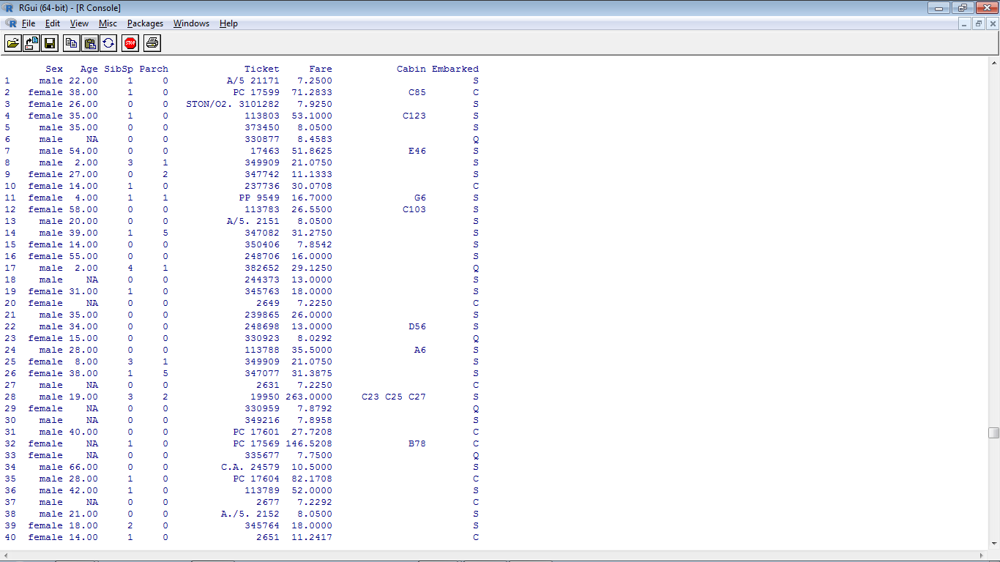 RGui (64-bit) - [R Console]
File Edit View Misc Packages Windows Help
STOP
Sex Age SibSp Parch Ticket Fare Cabin Embarked
1 male 22.00 1 0 A/5 21171 7.2500 S
2 female 38.00 1 0 PC 17599 71.2833 C85 C
3 female 26.00 0 0 STON/O2. 3101282 7.9250 S
4 female 35.00 1 0 113803 53.1000 C123 S
5 male 35.00 0 0 373450 8.0500 S
6 male NA 0 0 330877 8.4583 Q
7 male 54.00 0 0 17463 51.8625 E46 S
8 male 2.00 3 1 349909 21.0750 S
9 female 27.00 0 2 347742 11.1333 S
10 female 14.00 1 0 237736 30.0708 C
11 female 4.00 1 1 PP 9549 16.7000 G6 S
12 female 58.00 0 0 113783 26.5500 C103 S
13 male 20.00 0 0 A/5. 2151 8.0500 S
14 male 39.00 1 5 347082 31.2750 S
15 female 14.00 0 0 350406 7.8542 S
16 female 55.00 0 0 248706 16.0000 S
17 male 2.00 4 1 382652 29.1250 Q
18 male NA 0 0 244373 13.0000 S
19 female 31.00 1 0 345763 18.0000 S
20 female NA 0 0 2649 7.2250 C
21 male 35.00 0 0 239865 26.0000 S
22 male 34.00 0 0 248698 13.0000 D56 S
23 female 15.00 0 0 330923 8.0292 Q
24 male 28.00 0 0 113788 35.5000 A6 S
25 female 8.00 3 1 349909 21.0750 S
26 female 38.00 1 5 347077 31.3875 S
27 male NA 0 0 2631 7.2250 C
28 male 19.00 3 2 19950 263.0000 C23 C25 C27 S
29 female NA 0 0 330959 7.8792 Q
30 male NA 0 0 349216 7.8958 S
31 male 40.00 0 0 PC 17601 27.7208 C
32 female NA 1 0 PC 17569 146.5208 B78 C
33 female NA 0 0 335677 7.7500 Q
34 male 66.00 0 0 C.A. 24579 10.5000 S
35 male 28.00 1 0 PC 17604 82.1708 C
36 male 42.00 1 0 113789 52.0000 S
37 male NA 0 0 2677 7.2292 C
38 male 21.00 0 0 A./5. 2152 8.0500 S
39 female 18.00 2 0 345764 18.0000 S
40 female 14.00 1 0 2651 11.2417 C